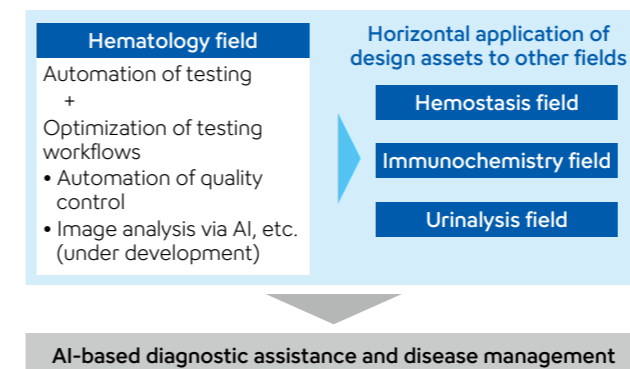 Hematology field
Automation of testing
+
Optimization of testing
workflows
• Automation of quality
control
• Image analysis via AI, etc.
(under development)
Horizontal application of
design assets to other fields
Hemostasis field
Immunochemistry field
Urinalysis field
AI-based diagnostic assistance and disease management